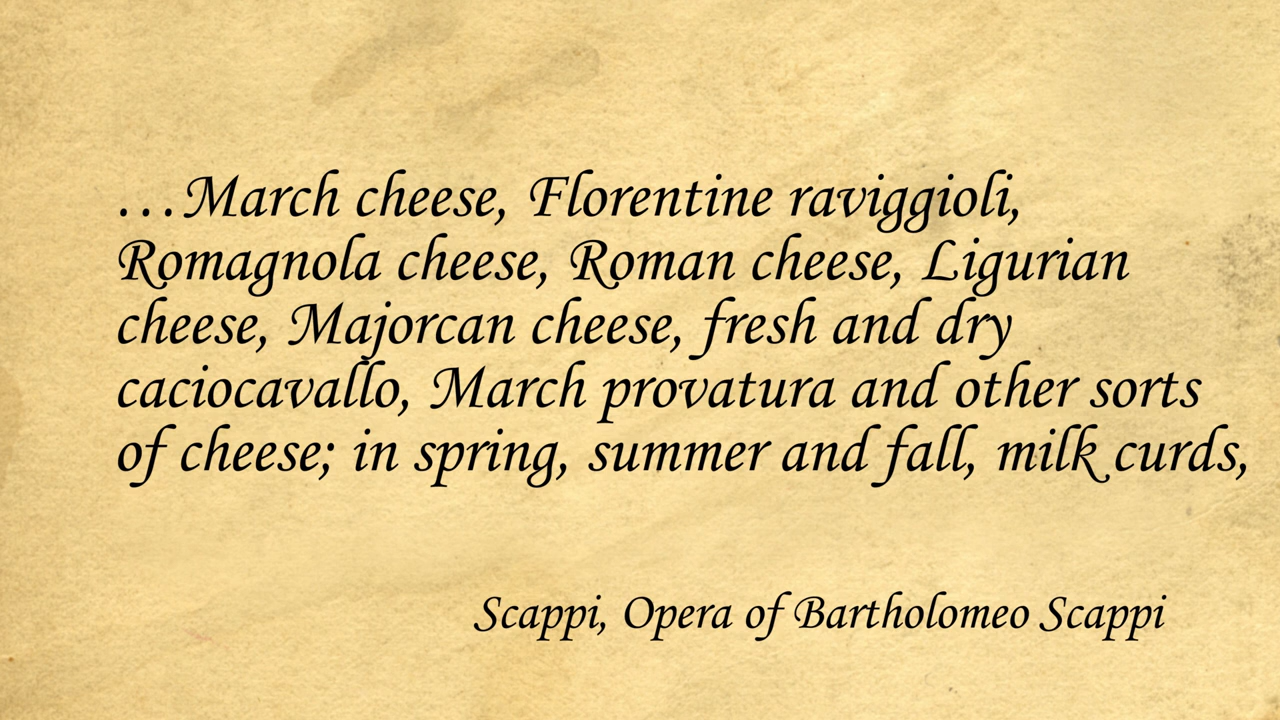 …March cheese, Florentine raviggioli,
Romagnola cheese, Roman cheese, Ligurian
cheese, Majorcan cheese, fresh and dry
caciocavallo, March provatura and other sorts
of cheese; in spring, summer and fall, milk curds,
Scappi, Opera of Bartholomeo Scappi